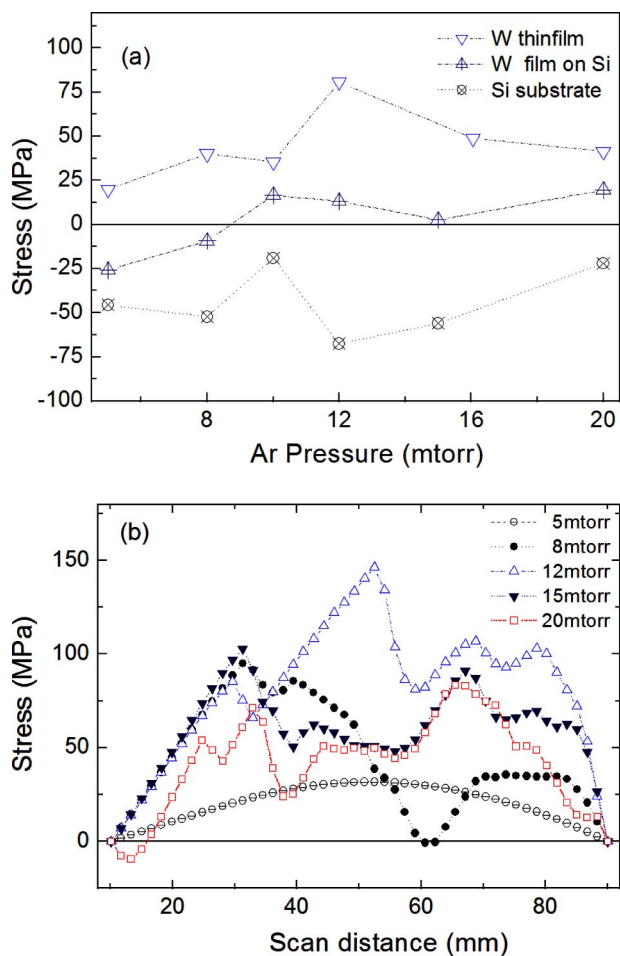 (a)
W thinfilm
W film on Si
Si substrate
100
75
50
25
0
-25
-50
-75
-100
Stress (MPa)
8
12
16
20
Ar Pressure (mtorr)
(b)
5mtorr
8mtorr
12mtorr
15mtorr
20mtorr
150
100
50
0
Stress (MPa)
20
40
60
80
Scan distance (mm)